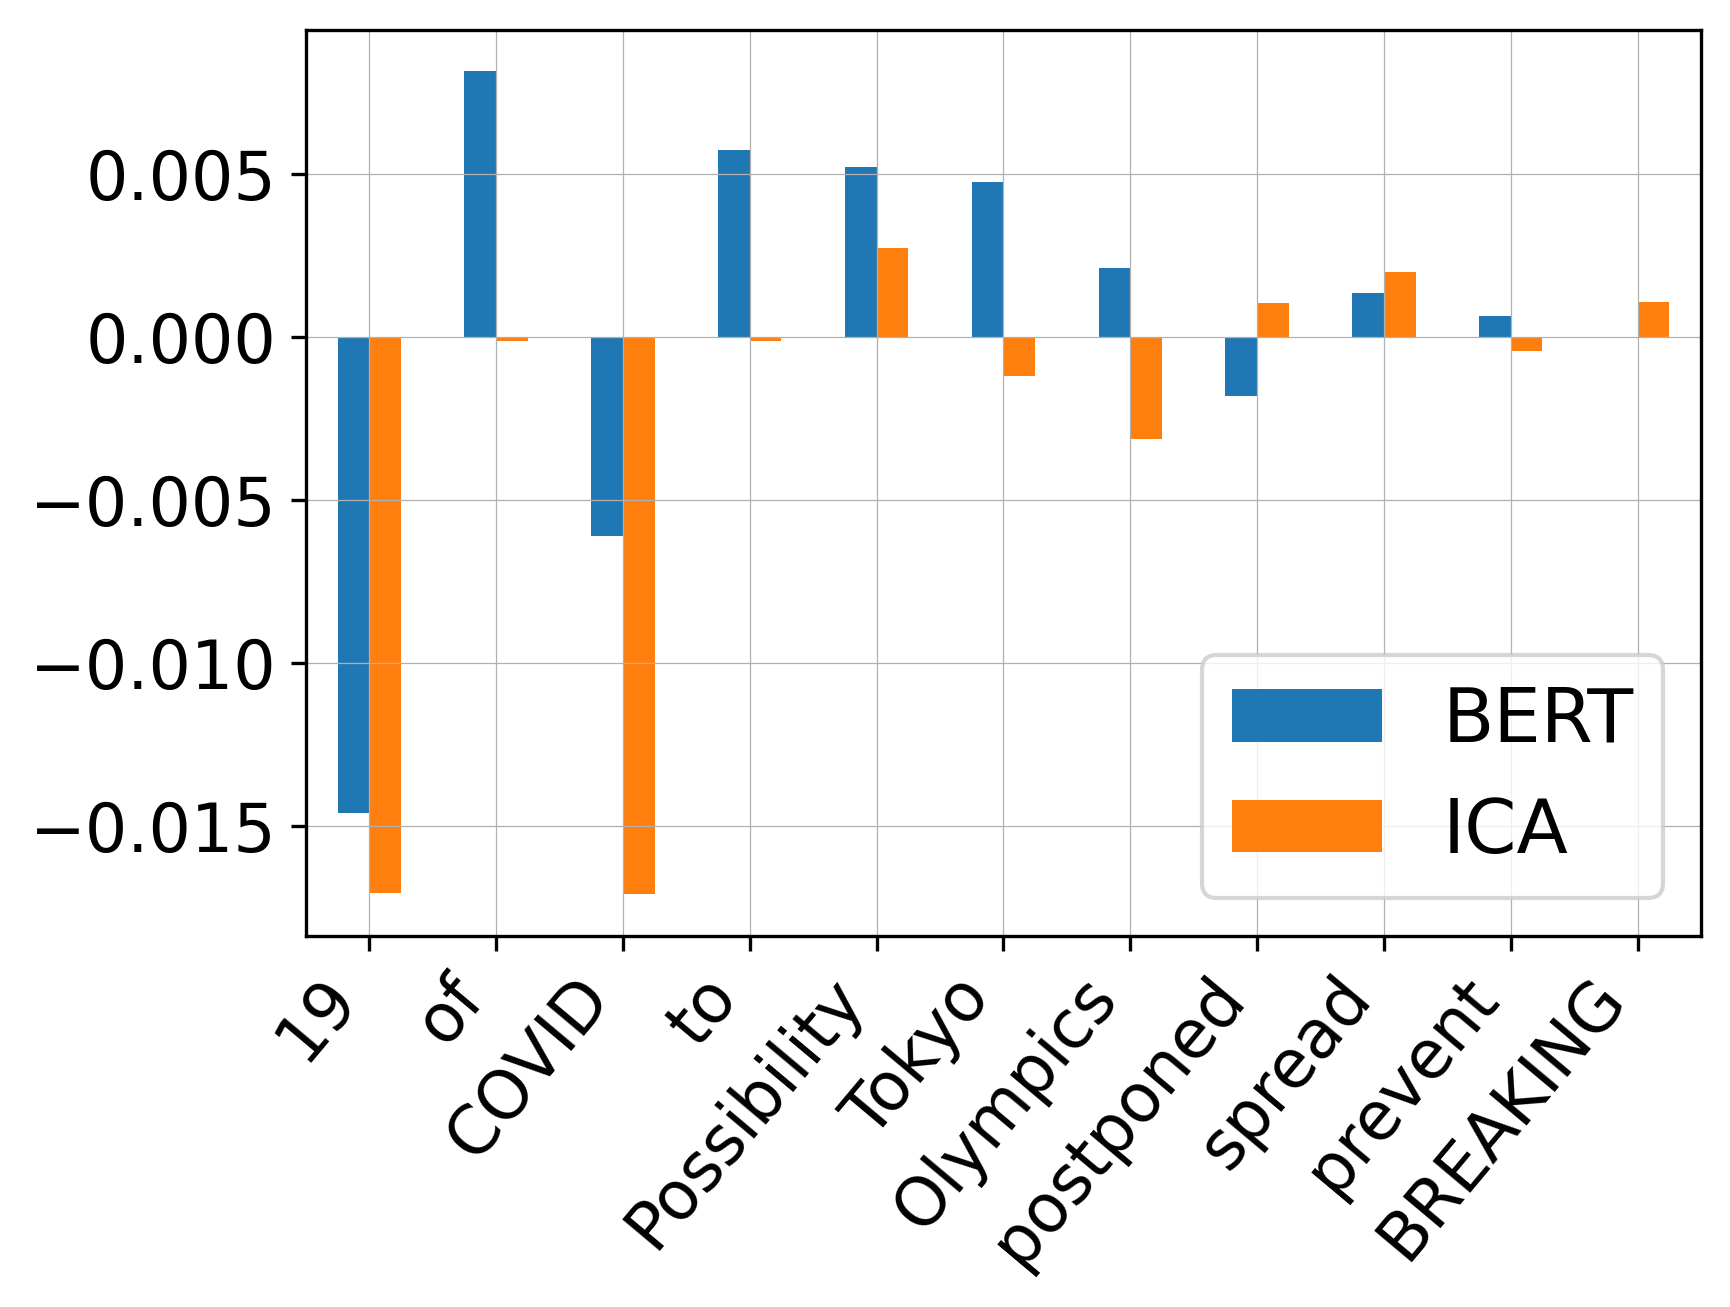 0.005
0.000
−0.005
−0.010
−0.015
BERT
ICA
19
of
COVID
to
Possibility
Tokyo
Olympics
postponed
spread
prevent
BREAKING